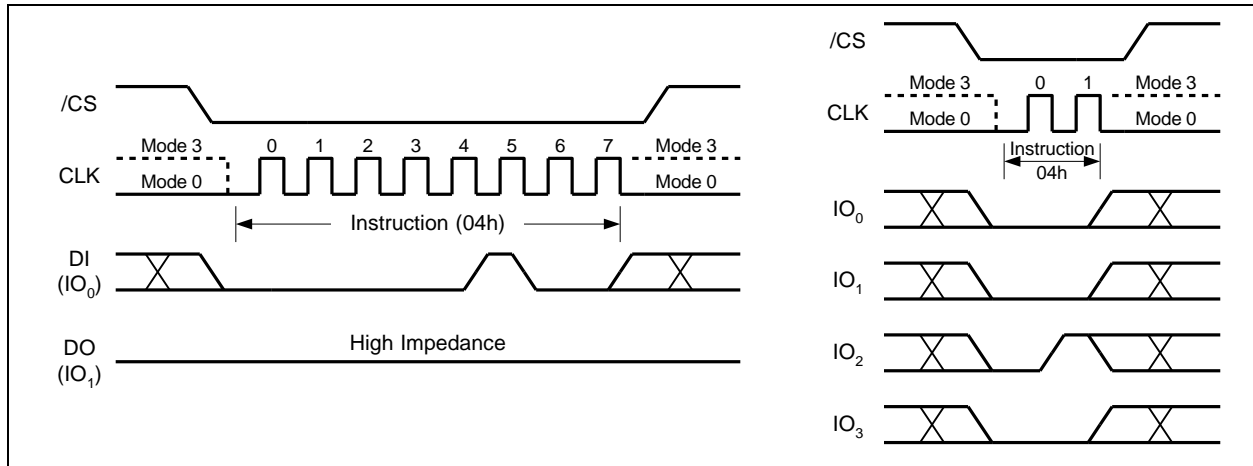 /CS
Mode 3
0 1 2 3 4 5 6 7
Mode 3
CLK
Mode 0
Mode 0
Instruction (04h)
DI
(IO0)
DO
(IO1)
High Impedance
/CS
Mode 3
0 1
Mode 3
CLK
Mode 0
Mode 0
Instruction
04h
IO0
IO1
IO2
IO3